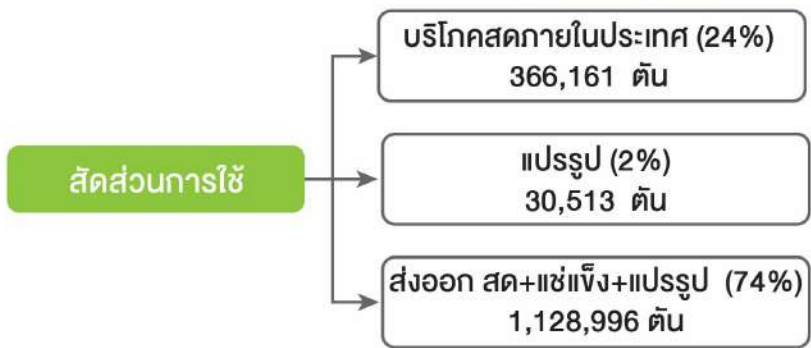 สัดส่วนการใช้
บริโภคสดภายในประเทศ (24%)
366,161 ตัน
แปรรูป (2%)
30,513 ตัน
ส่งออก สด+แช่แข็ง+แปรรูป (74%)
1,128,996 ตัน